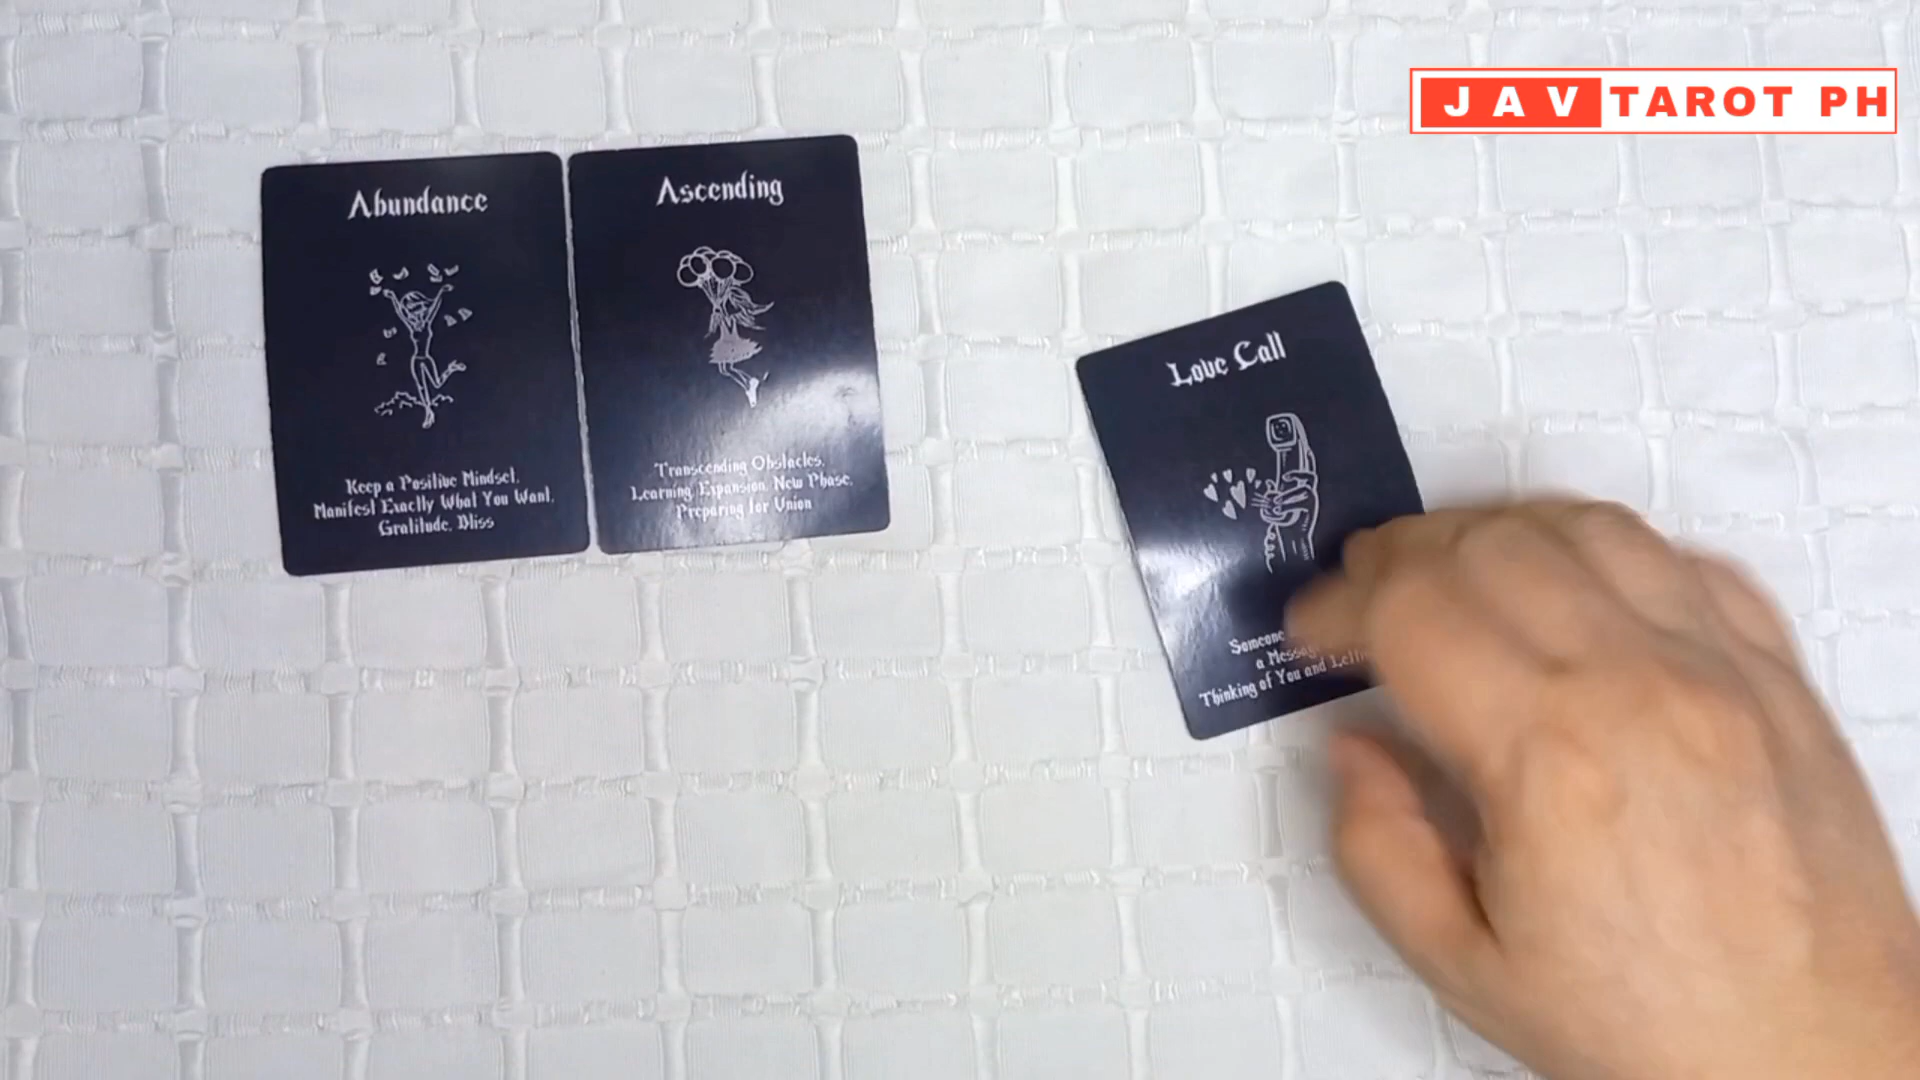 JAV TAROT PH
Abundance
Keep a Positive Mindset,
Manifest Exactly What You Want,
Gratitude, Bliss
Ascending
Transcending Obstacles,
Learning, Expansion, New Phase,
Preparing for Union
Love Call
Someone
a
Thinking of You and